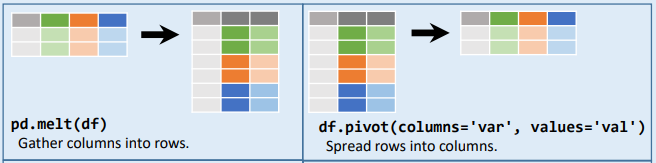 pd.melt(df)
Gather columns into rows.
df.pivot(columns='var', values='val')
Spread rows into columns.